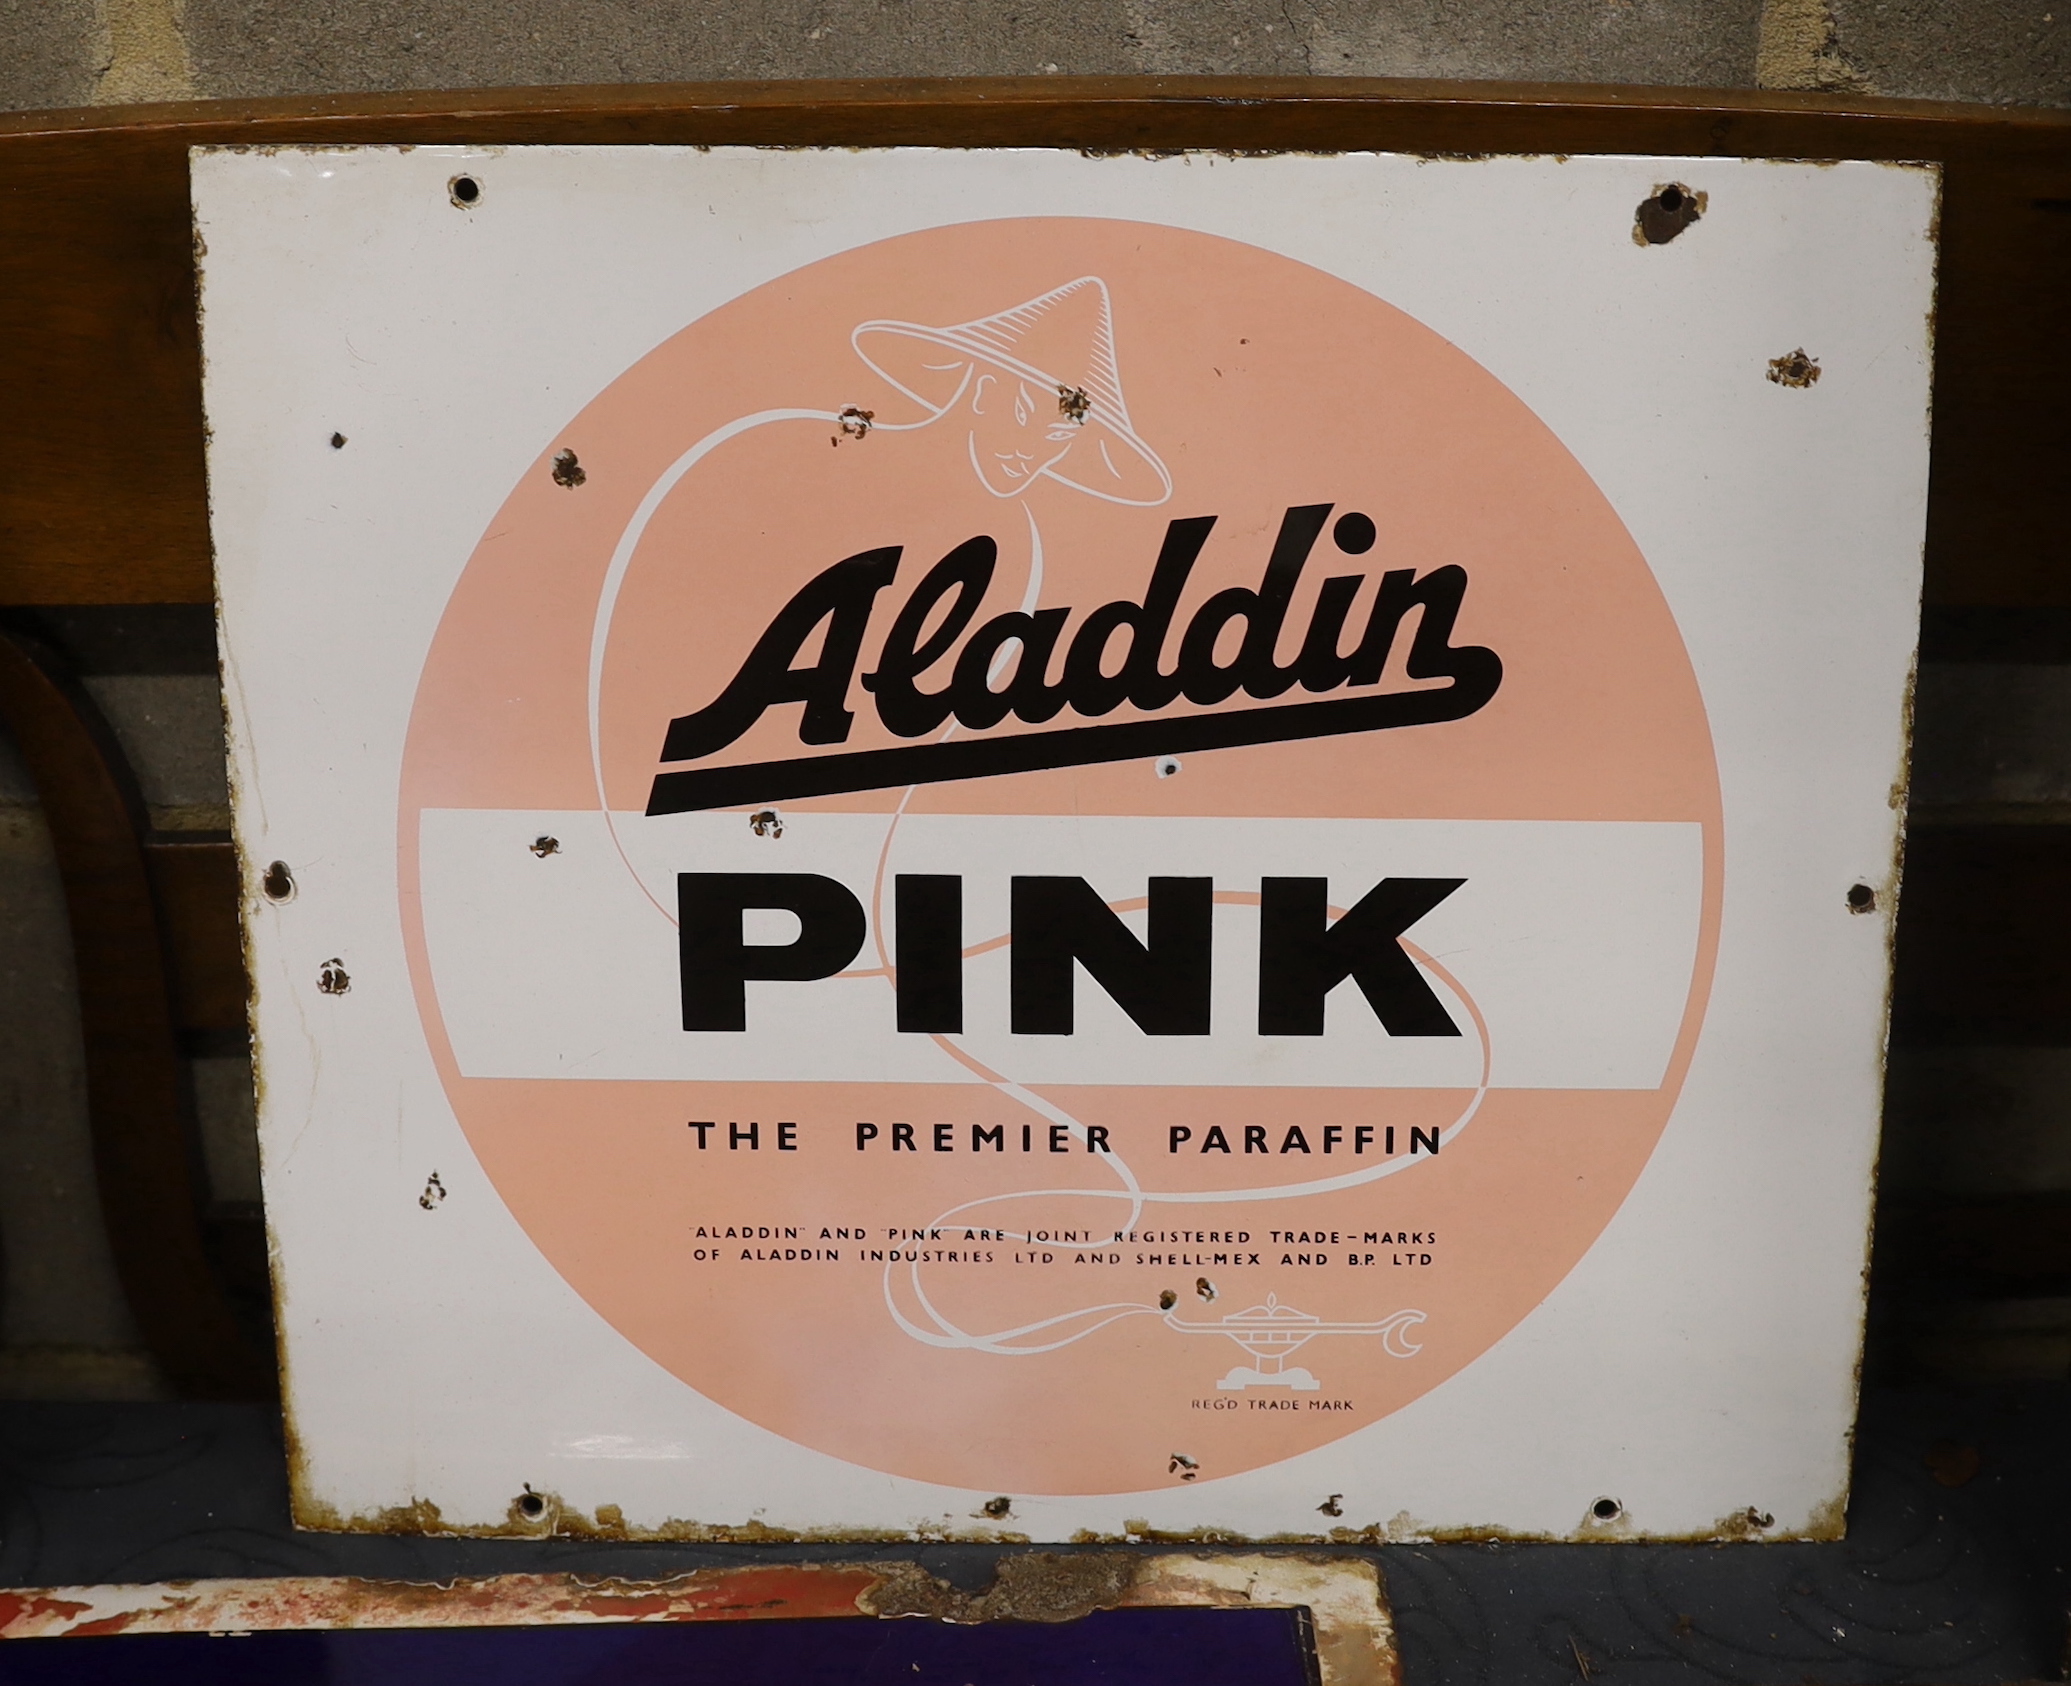 Aladdin
PINK
THE PREMIER PARAFFIN
"ALADDIN" AND "PINK" ARE JOINT REGISTERED TRADE-MARKS
OF ALADDIN INDUSTRIES LTD AND SHELL-MEX AND B.P. LTD
REG'D TRADE MARK